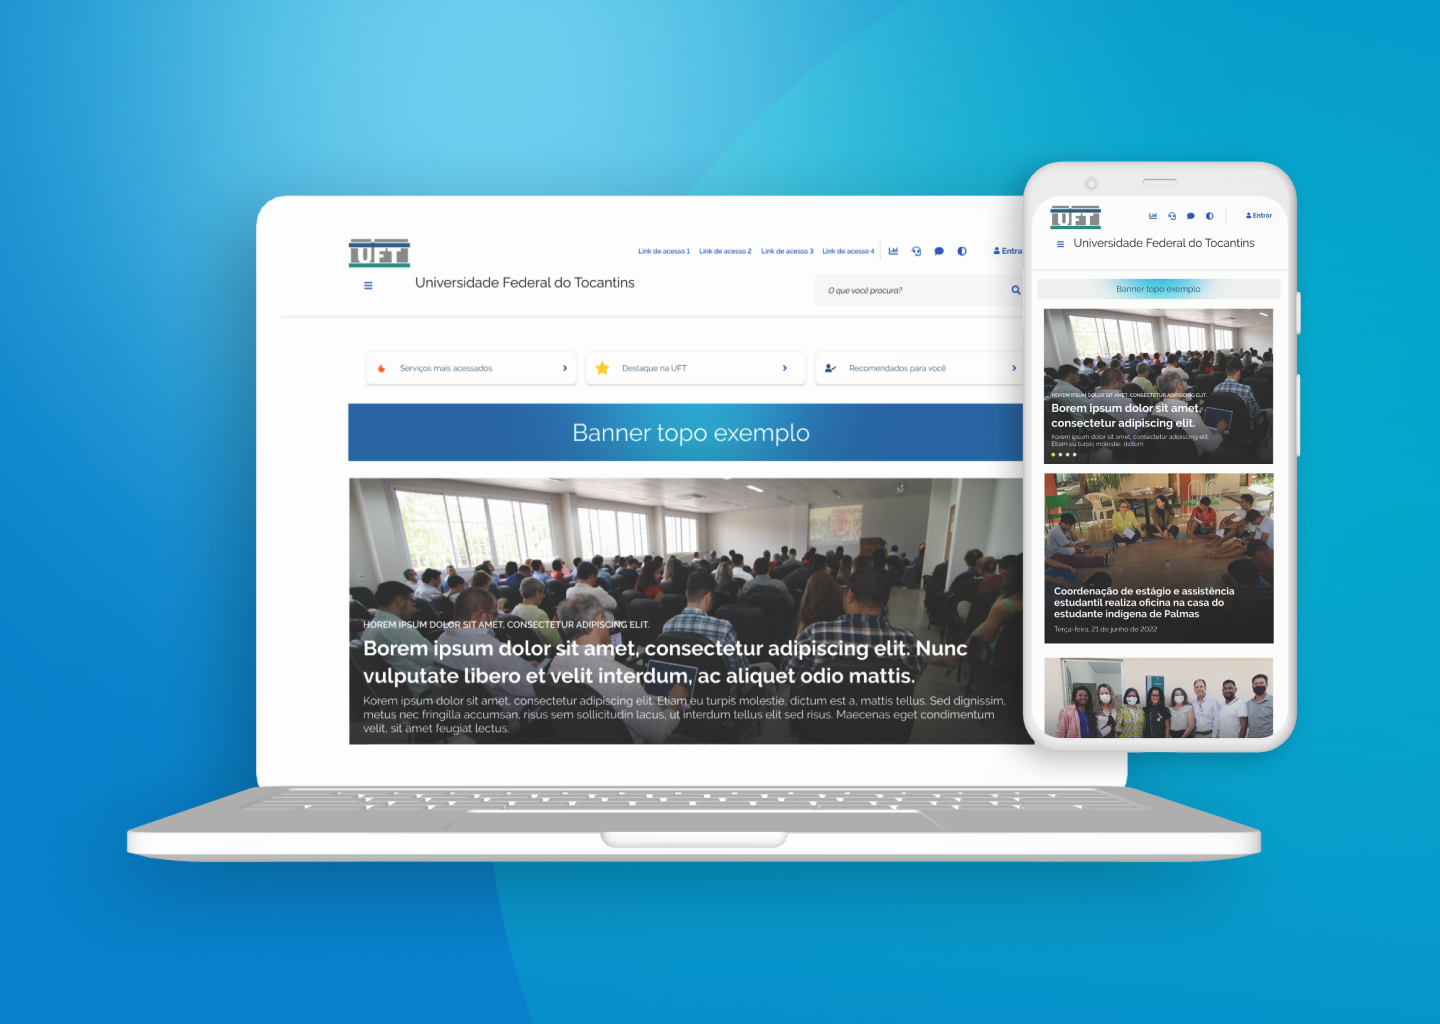 UFT
Link de acesso 1 Link de acesso 2 Link de acesso 3 Link de acesso 4 Entra
Universidade Federal do Tocantins
O que você procura?
Serviços mais acessados
Destaque na UFT
Recomendados para você
Banner topo exemplo
HOREM IPSUM DOLOR SIT AMET, CONSECTETUR ADIPISCING ELIT.
Borem ipsum dolor sit amet, consectetur adipiscing elit. Nunc
vulputate libero et velit interdum, ac aliquet odio mattis.
Korem ipsum dolor sit amet, consectetur adipiscing elit. Etiam eu turpis molestie, dictum est a, mattis tellus. Sed dignissim,
metus nec fringilla accumsan, risus sem sollicitudin lacus, ut interdum tellus elit sed risus. Maecenas eget condimentum
velit, sit amet feugiat lectus.
UFT
Entrar
Universidade Federal do Tocantins
Banner topo exemplo
HOREM IPSUM DOLOR SIT AMET, CONSECTETUR ADIPISCING ELIT.
Borem ipsum dolor sit amet,
consectetur adipiscing elit.
Korem ipsum dolor sit amet, consectetur adipiscing elit.
Etiam eu turpis molestie, dictum
Coordenação de estágio e assistência
estudantil realiza oficina na casa do
estudante indígena de Palmas
Terça-feira, 21 de junho de 2022